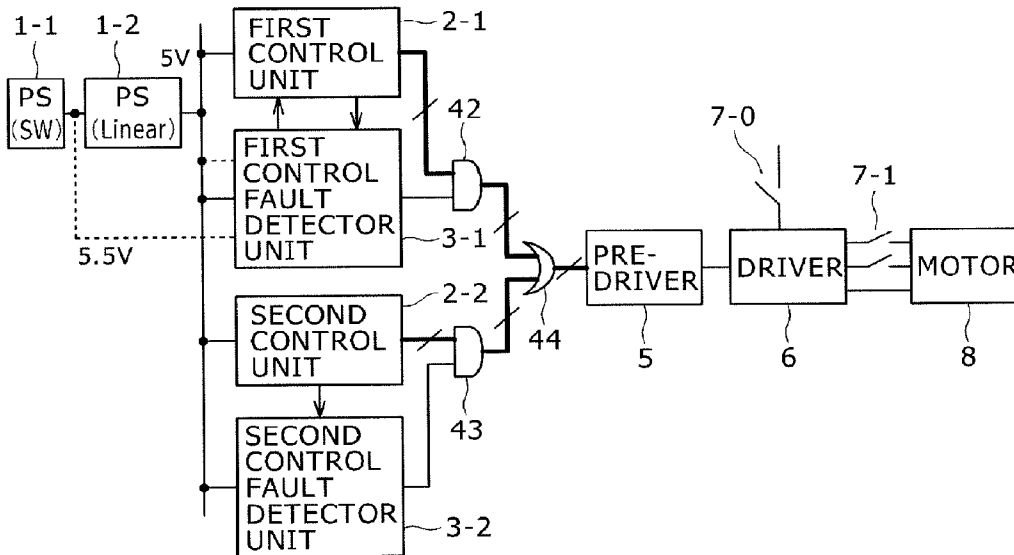 1-1
1-2
5V
PS
(SW)
PS
(Linear)
5.5V
FIRST
CONTROL
UNIT
2-1
FIRST
CONTROL
FAULT
DETECTOR
UNIT
3-1
42
SECOND
CONTROL
UNIT
2-2
SECOND
CONTROL
FAULT
DETECTOR
UNIT
3-2
43
44
PRE-
DRIVER
5
7-0
DRIVER
6
7-1
MOTOR
8